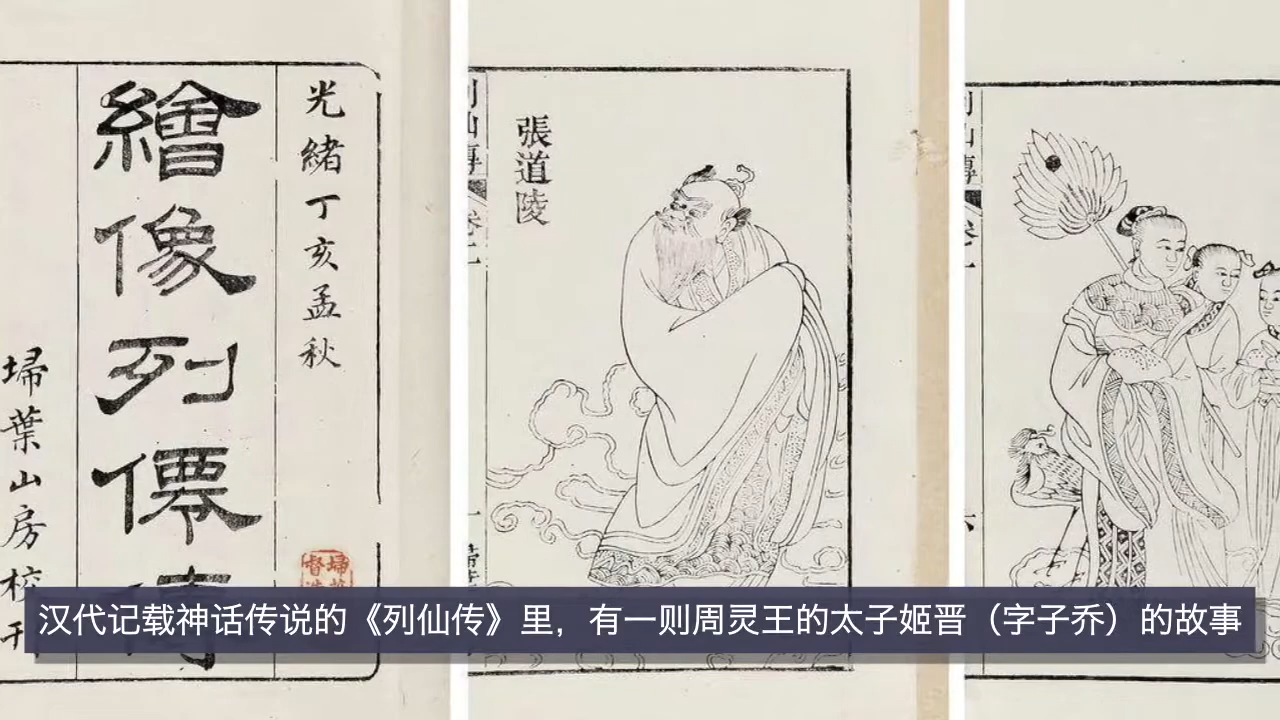 光緒丁亥孟秋
繪像列僊傳
埽葉山房校刊
張道陵
汉代记载神话传说的《列仙传》里，有一则周灵王的太子姬晋（字子乔）的故事